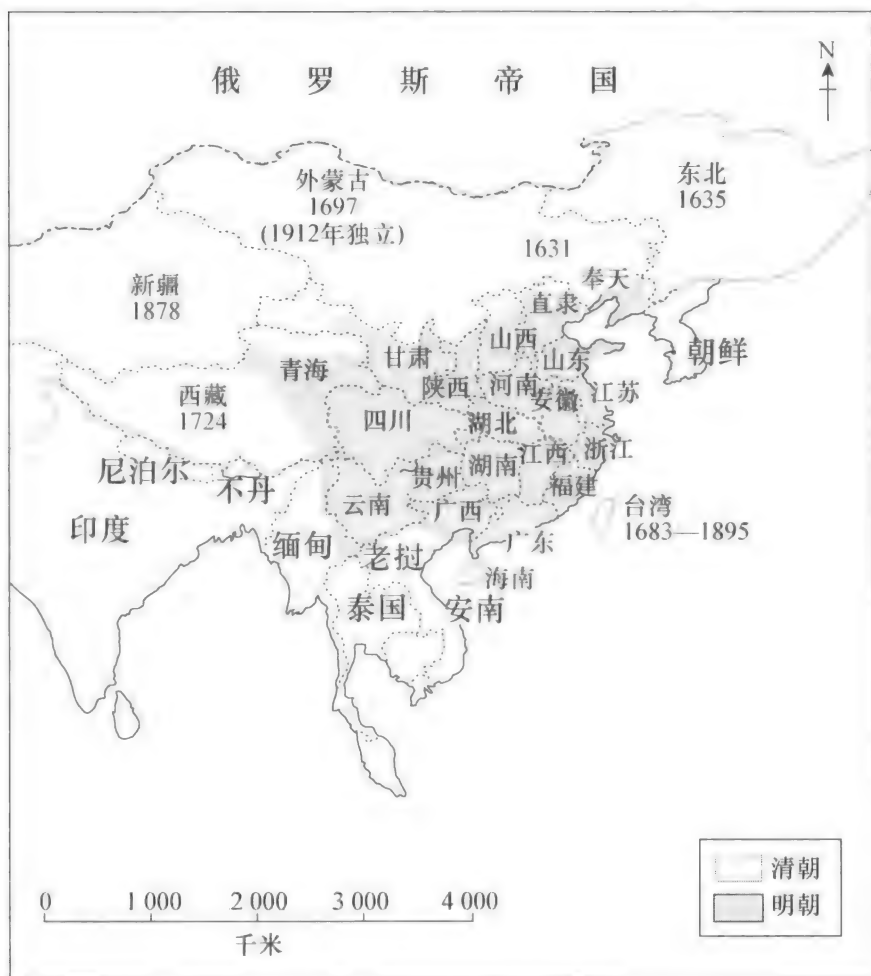 俄罗斯帝国
N
外蒙古
1697
(1912年独立)
东北
1635
1631
奉天
新疆
1878
直隶
山西
山东
朝鲜
青海
甘肃
陕西
河南
安徽
江苏
西藏
1724
四川
湖北
尼泊尔
不丹
贵州
湖南
江西
浙江
福建
印度
缅甸
云南
广西
广东
台湾
1683—1895
老挝
海南
泰国
安南
清朝
明朝
0 1 000 2 000 3 000 4 000
千米